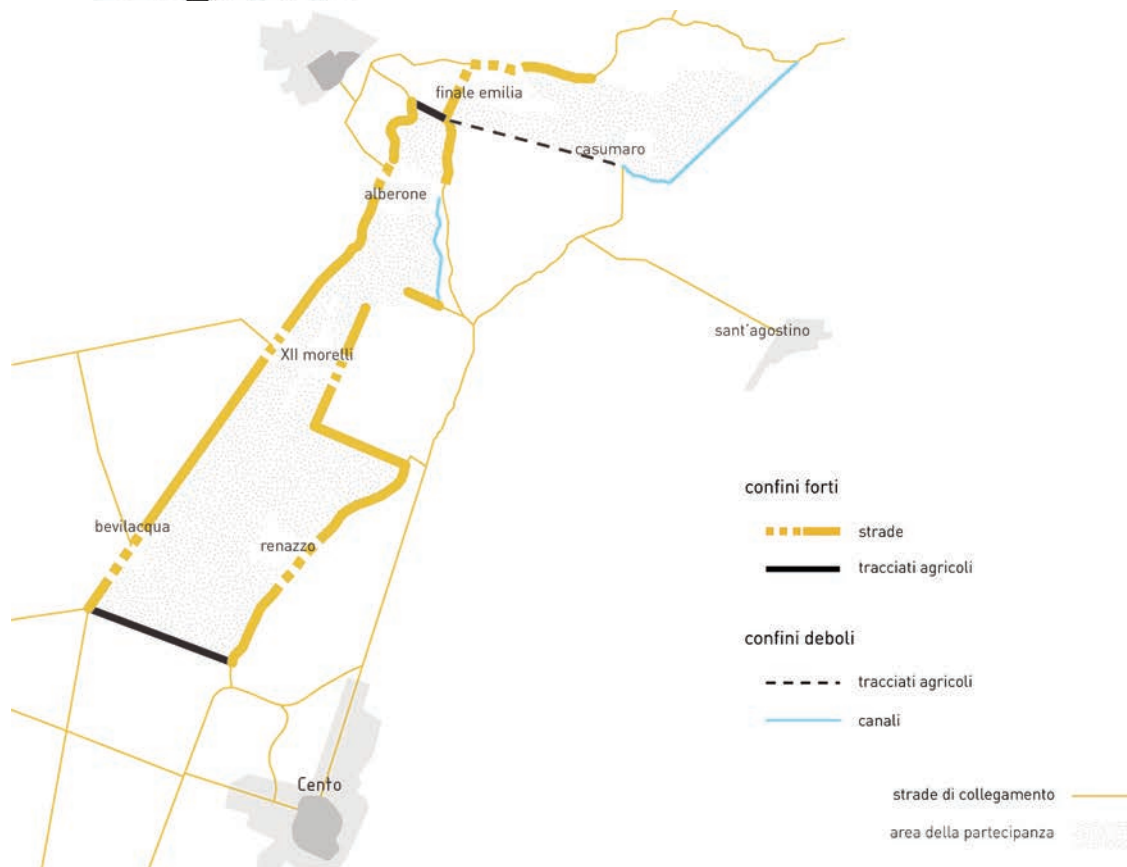 finale emilia
casumaro
alberone
sant'agostino
XII morelli
bevilacqua
renazzo
Cento
confini forti
strade
tracciati agricoli
confini deboli
tracciati agricoli
canali
strade di collegamento
area della partecipanza